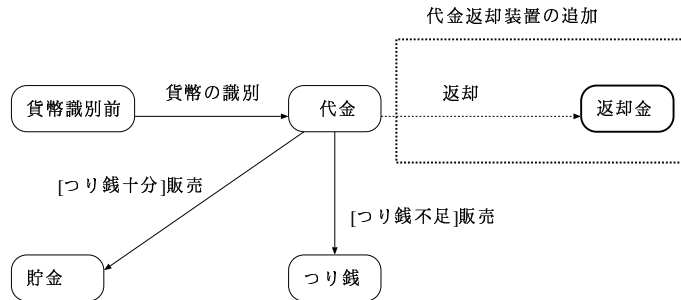 代金返却装置の追加
貨幣識別前
貨幣の識別
代金
返却
返却金
[つり銭十分]販売
[つり銭不足]販売
貯金
つり銭